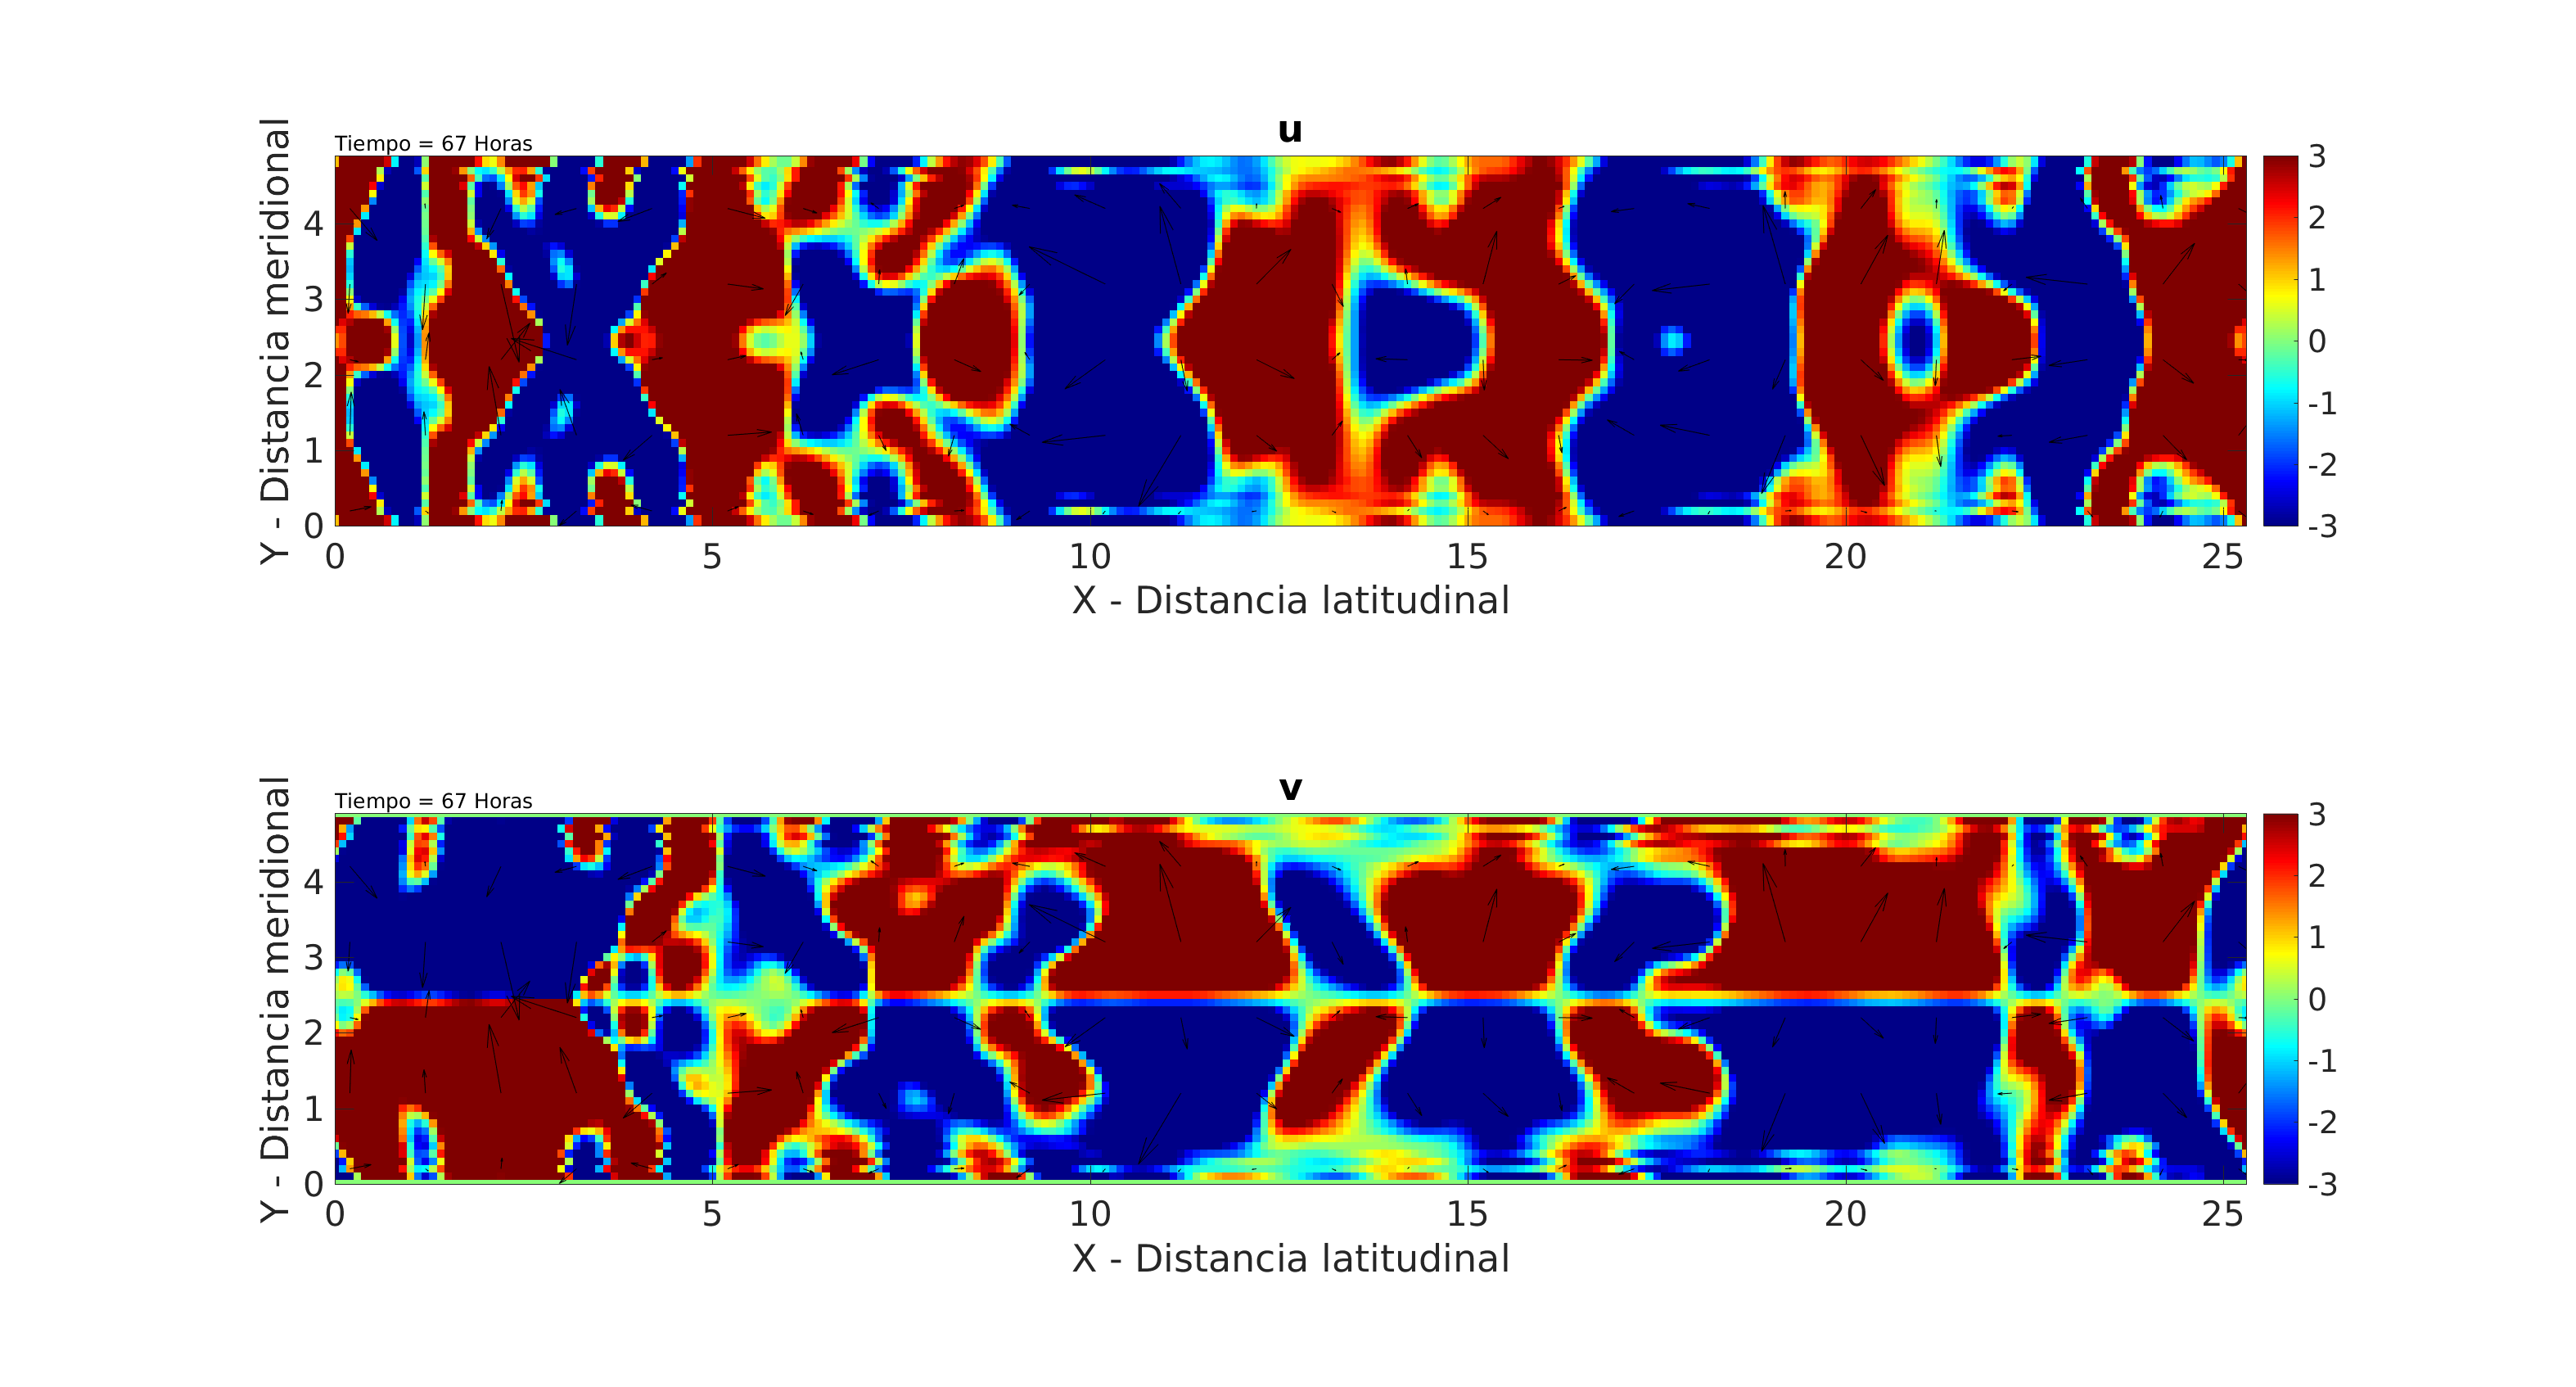 u
Tiempo = 67 Horas
Y - Distancia meridional
4
3
2
1
0
0 5 10 15 20 25
X - Distancia latitudinal
3
2
1
0
-1
-2
-3
v
Tiempo = 67 Horas
Y - Distancia meridional
4
3
2
1
0
0 5 10 15 20 25
X - Distancia latitudinal
3
2
1
0
-1
-2
-3